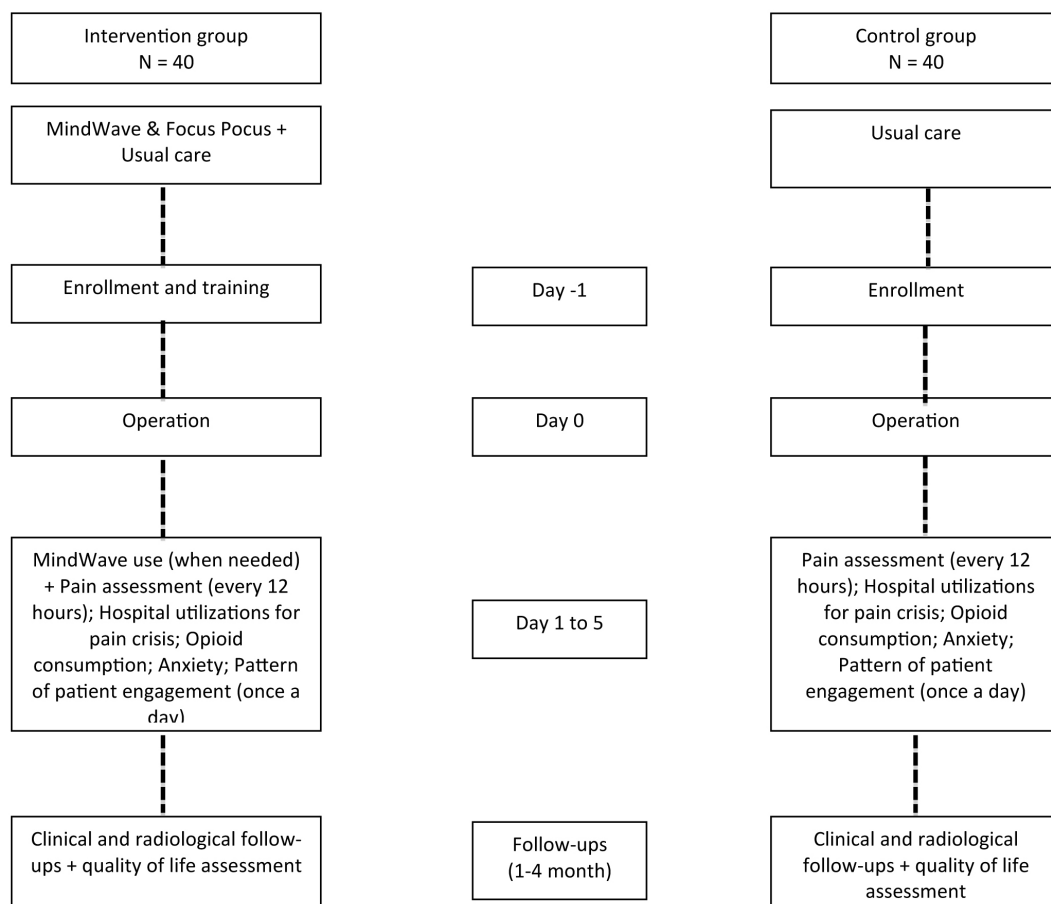 Intervention group
N = 40
Control group
N = 40
MindWave & Focus Pocus +
Usual care
Usual care
Enrollment and training
Day -1
Enrollment
Operation
Day 0
Operation
MindWave use (when needed)
+ Pain assessment (every 12
hours); Hospital utilizations for
pain crisis; Opioid
consumption; Anxiety; Pattern
of patient engagement (once a
day)
Day 1 to 5
Pain assessment (every 12
hours); Hospital utilizations
for pain crisis; Opioid
consumption; Anxiety;
Pattern of patient
engagement (once a day)
Clinical and radiological follow-
ups + quality of life assessment
Follow-ups
(1-4 month)
Clinical and radiological
follow-ups + quality of life
assessment